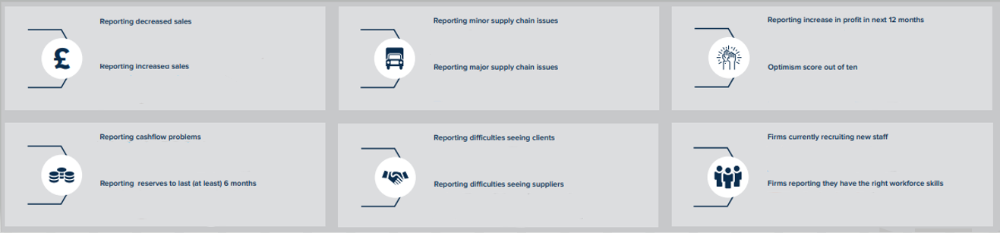 Reporting decreased sales
Reporting increased sales
£
Reporting minor supply chain issues
Reporting major supply chain issues
Reporting increase in profit in next 12 months
Optimism score out of ten
Reporting cashflow problems
Reporting reserves to last (at least) 6 months
Reporting difficulties seeing clients
Reporting difficulties seeing suppliers
Firms currently recruiting new staff
Firms reporting they have the right workforce skills